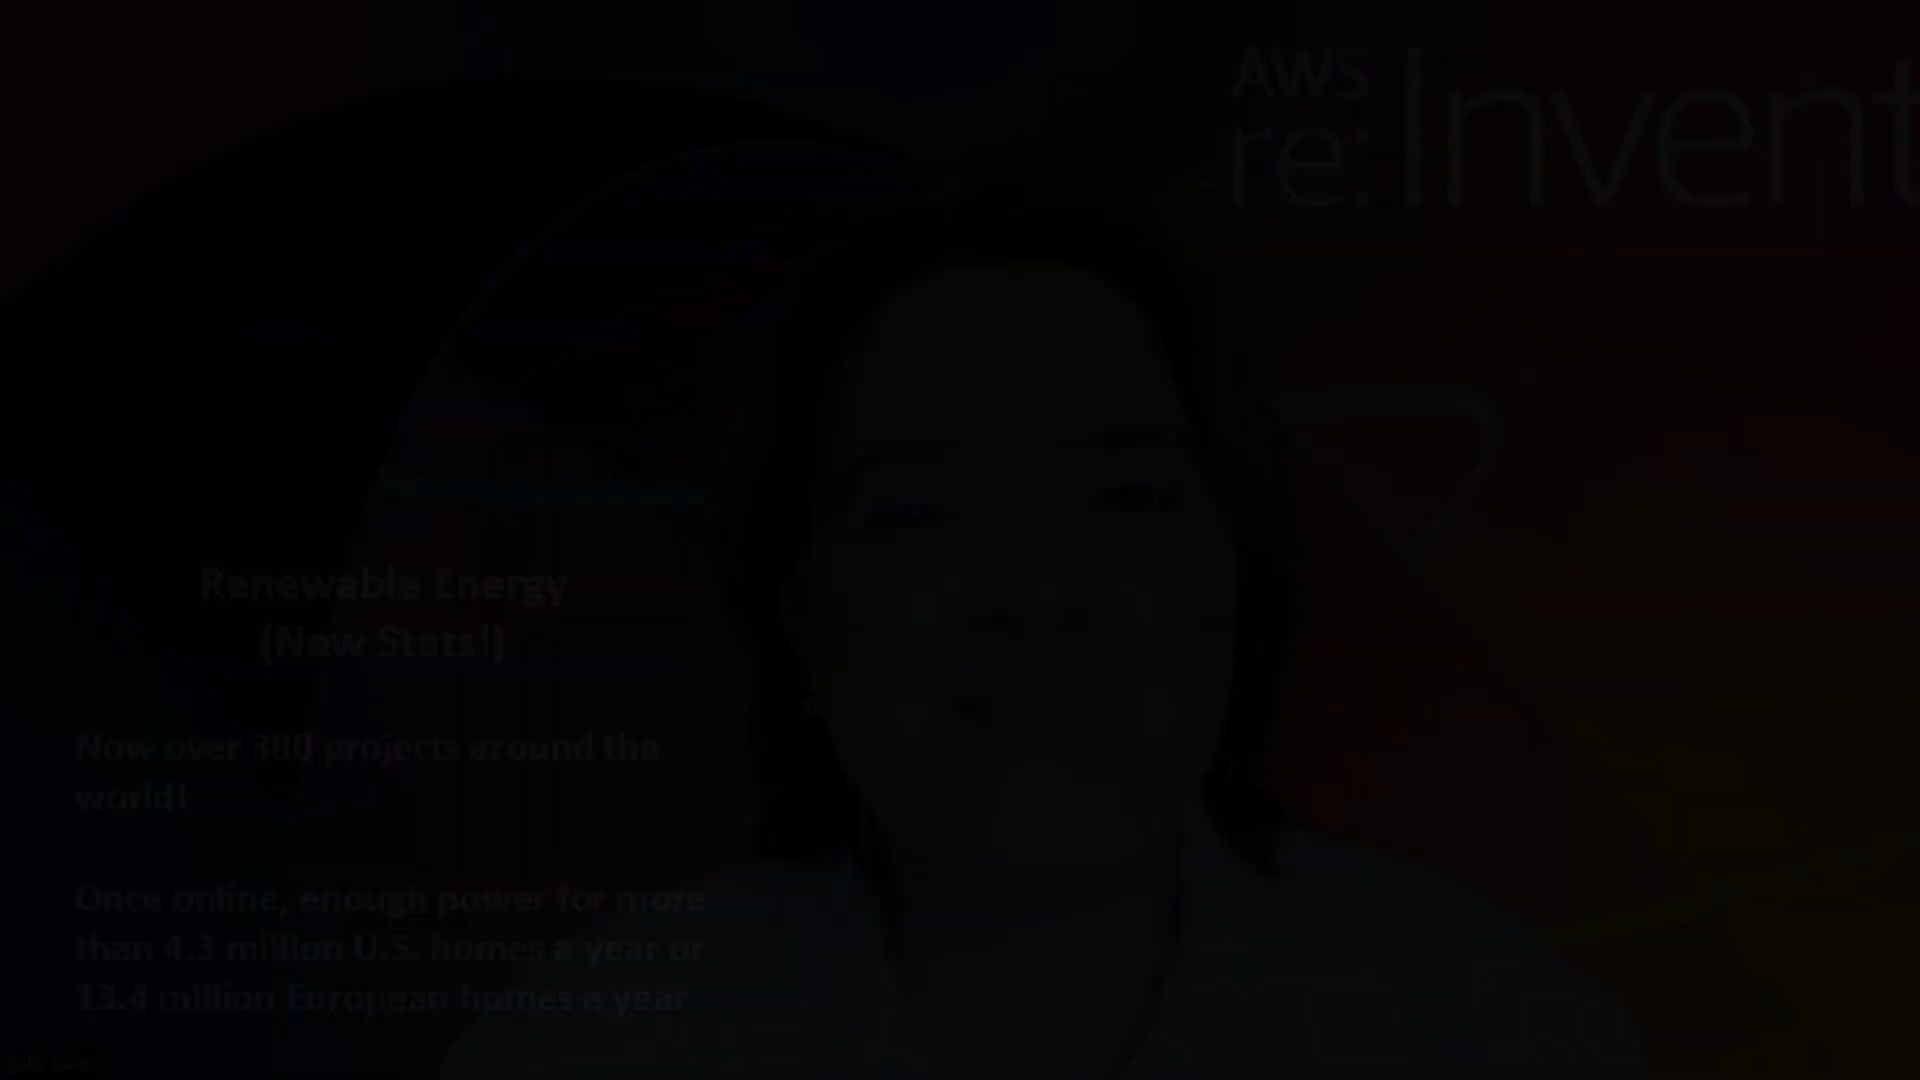 AWS
re:Invent
Renewable Energy
(New Stats!)
Now over 380 projects around the
world!
Once online, enough power for more
than 4.3 million U.S. homes a year or
13.4 million European homes a year